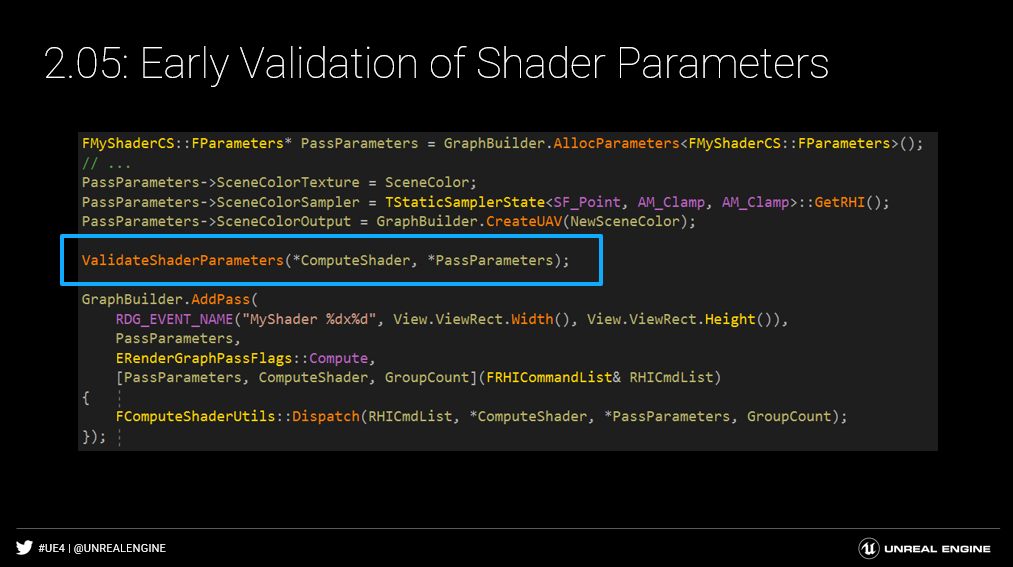 2.05: Early Validation of Shader Parameters
FMyShaderCS::FParameters* PassParameters = GraphBuilder.AllocParameters<FMyShaderCS::FParameters>();
// ...
PassParameters->SceneColorTexture = SceneColor;
PassParameters->SceneColorSampler = TStaticSamplerState<SF_Point, AM_Clamp, AM_Clamp>::GetRHI();
PassParameters->SceneColorOutput = GraphBuilder.CreateUAV(NewSceneColor);
ValidateShaderParameters(*ComputeShader, *PassParameters);
GraphBuilder.AddPass(
RDG_EVENT_NAME("MyShader %dx%d", View.ViewRect.Width(), View.ViewRect.Height()),
PassParameters,
ERenderGraphPassFlags::Compute,
[PassParameters, ComputeShader, GroupCount](FRHICommandList& RHICmdList)
{
FComputeShaderUtils::Dispatch(RHICmdList, *ComputeShader, *PassParameters, GroupCount);
});
#UE4 | @UNREALENGINE
UNREAL ENGINE